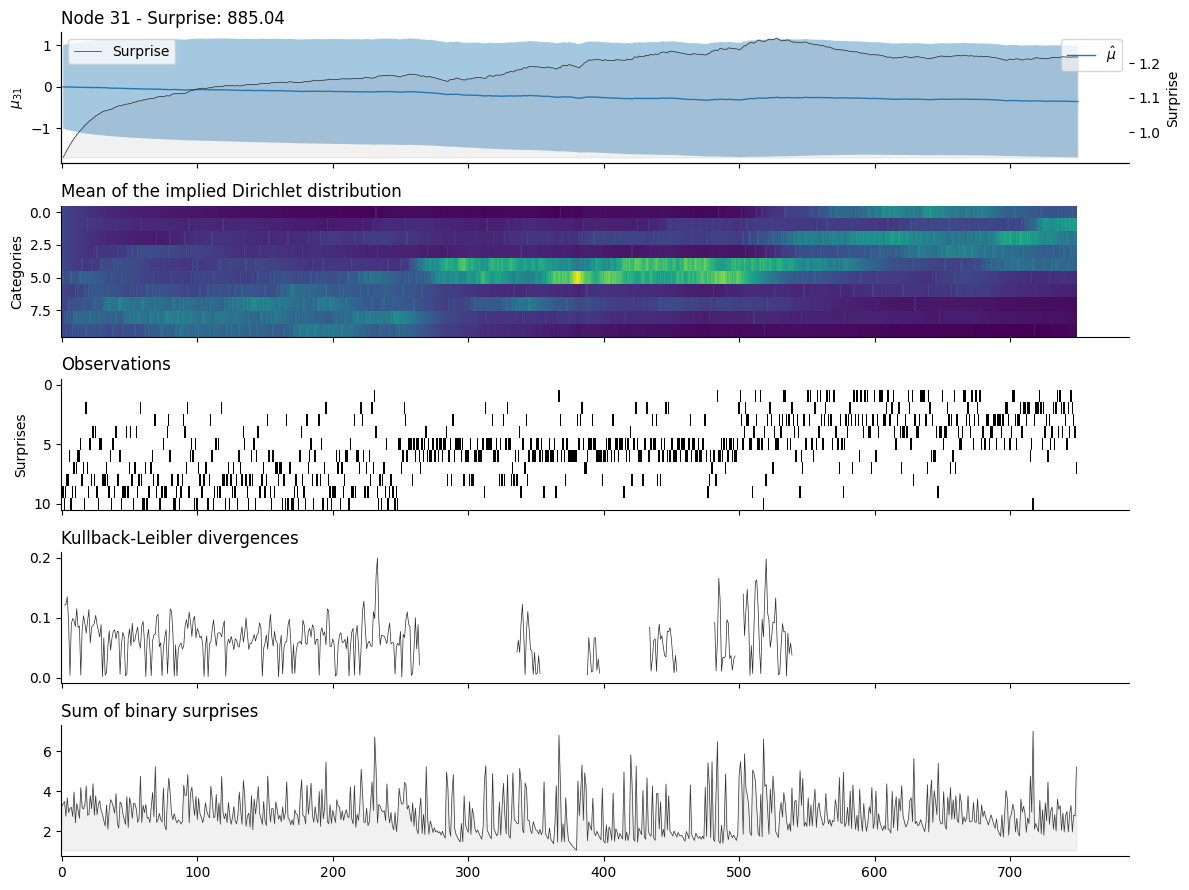 Node 31 - Surprise: 885.04
Surprise
μ̂
1
0
−1
μ31
1.2
1.1
1.0
Surprise
Mean of the implied Dirichlet distribution
0.0
2.5
5.0
7.5
Categories
Observations
0
5
10
Surprises
Kullback-Leibler divergences
0.2
0.1
0.0
Sum of binary surprises
6
4
2
0 100 200 300 400 500 600 700